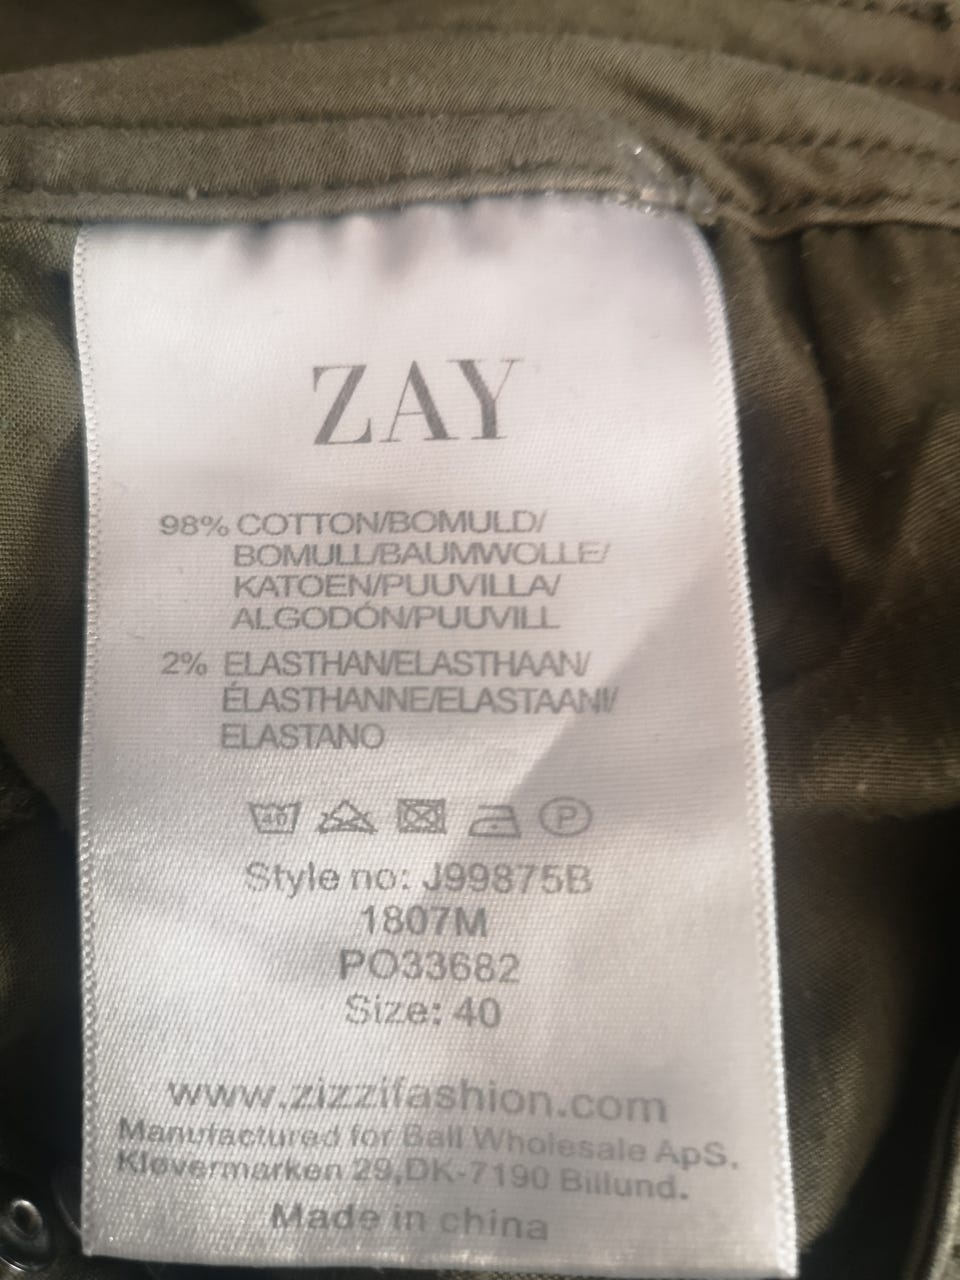 ZAY
98% COTTON/BOMULD/
BOMULL/BAUMWOLLE/
KATOEN/PUUVILLA/
ALGODÓN/PUUVILL
2% ELASTHAN/ELASTHAAN/
ÉLASTHANNE/ELASTAANI/
ELASTANO
40 P
Style no: J99875B
1807M
PO33682
Size: 40
www.zizzifashion.com
Manufactured for Ball Wholesale ApS.
Kløvermarken 29,DK-7190 Billund.
Made in china